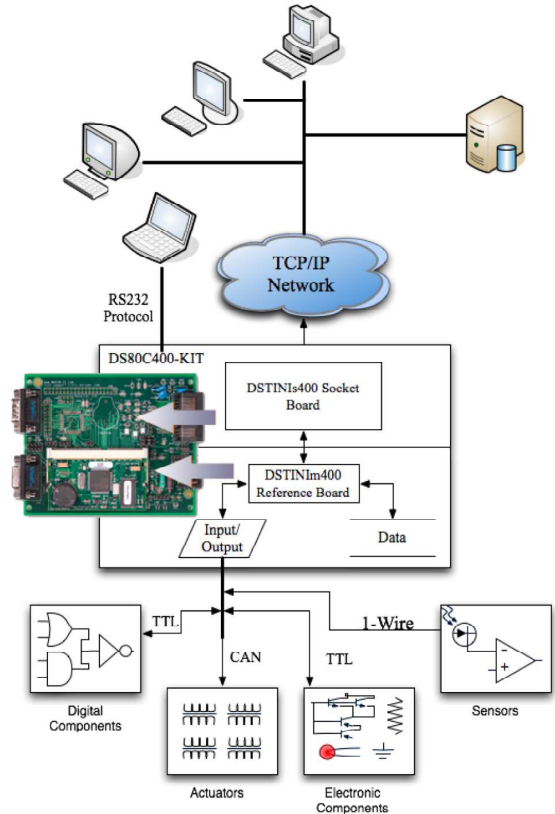 TCP/IP
Network
RS232
Protocol
DS80C400-KIT
DSTINIs400 Socket
Board
DSTINIm400
Reference Board
Input/
Output
Data
TTL
1-Wire
CAN
TTL
Digital
Components
Sensors
Actuators
Electronic
Components